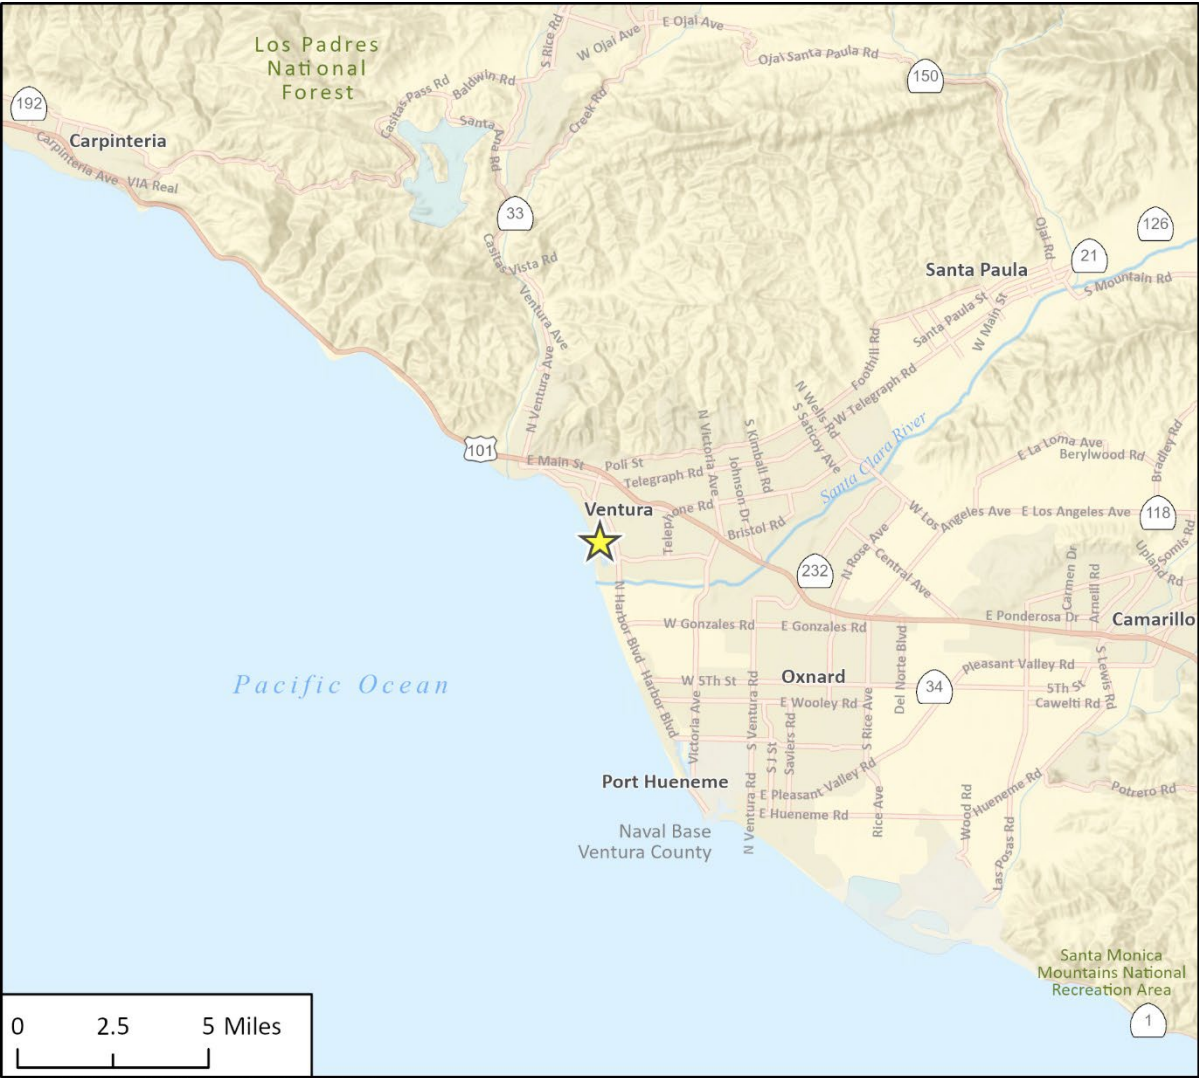 Los Padres
National
Forest
S Rice Rd
W Ojai Ave
E Ojai Ave
Ojai Santa Paula Rd
150
192
Carpinteria
Carpinteria Ave
VIA Real
Casitas Pass Rd
Baldwin Rd
Santa Ana Rd
Creek Rd
33
Casitas Vista Rd
Ventura Ave
N Ventura Ave
Ojai Rd
126
21
Santa Paula
S Mountain Rd
Santa Paula St
W Main St
Foothill Rd
W Telegraph Rd
N Wells Rd
S Saticoy Ave
Santa Clara River
101
E Main St
Poli St
Telegraph Rd
N Victoria Ave
S Kimball Rd
Johnson Dr
Ventura
Telephone Rd
Bristol Rd
E La Loma Ave
Berylwood Rd
Bradley Rd
W Los Angeles Ave
E Los Angeles Ave
118
Somis Rd
Upland Rd
232
N Rose Ave
Central Ave
Carmen Dr
Arneill Rd
E Ponderosa Dr
Camarillo
N Harbor Blvd
W Gonzales Rd
E Gonzales Rd
Del Norte Blvd
Pleasant Valley Rd
S Lewis Rd
Pacific Ocean
Harbor Blvd
W 5Th St
Oxnard
34
5Th St
Cawelti Rd
E Wooley Rd
Victoria Ave
S Ventura Rd
S J St
Saviers Rd
S Rice Ave
Port Hueneme
E Pleasant Valley Rd
Hueneme Rd
Potrero Rd
E Hueneme Rd
N Ventura Rd
Rice Ave
Wood Rd
Las Posas Rd
Naval Base
Ventura County
Santa Monica
Mountains National
Recreation Area
1
0 2.5 5 Miles